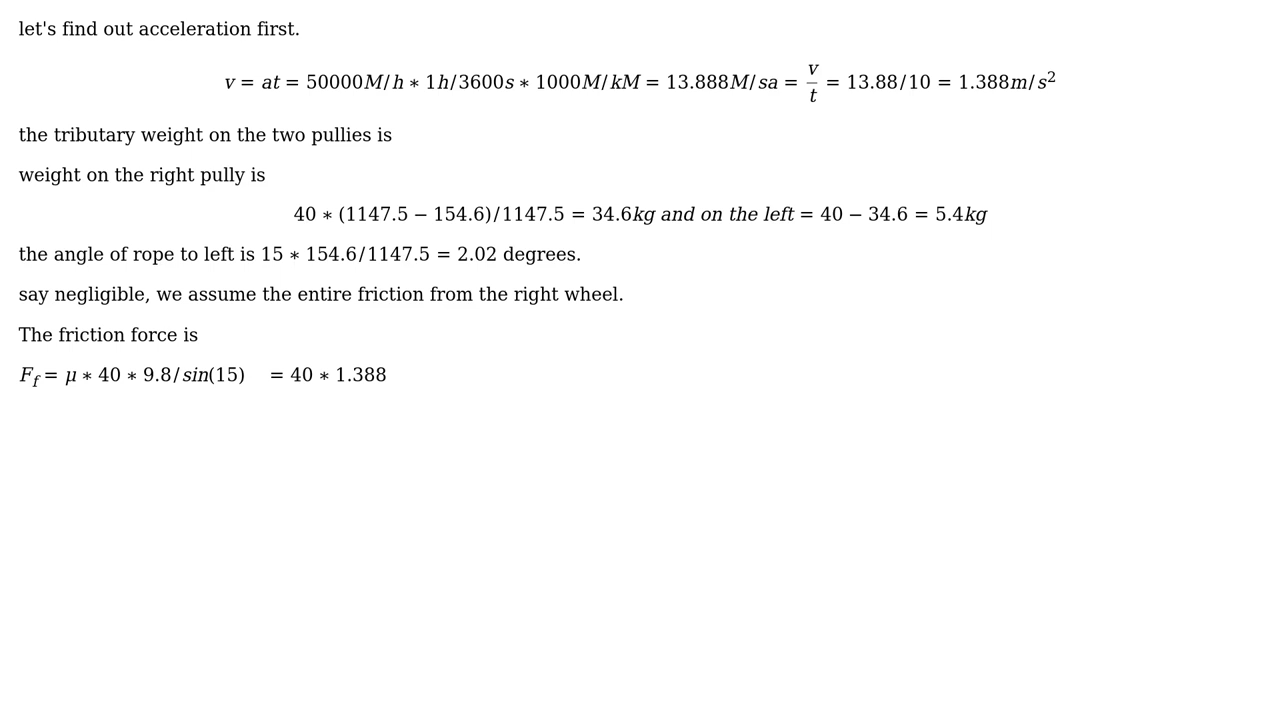 let's find out acceleration first.
v = at = 50000M/h ∗ 1h/3600s ∗ 1000M/kM = 13.888M/sa = v/t = 13.88/10 = 1.388m/s²
the tributary weight on the two pullies is
weight on the right pully is
40 ∗ (1147.5 − 154.6)/1147.5 = 34.6kg and on the left = 40 − 34.6 = 5.4kg
the angle of rope to left is 15 ∗ 154.6/1147.5 = 2.02 degrees.
say negligible, we assume the entire friction from the right wheel.
The friction force is
F_f = μ ∗ 40 ∗ 9.8/sin(15) = 40 ∗ 1.388